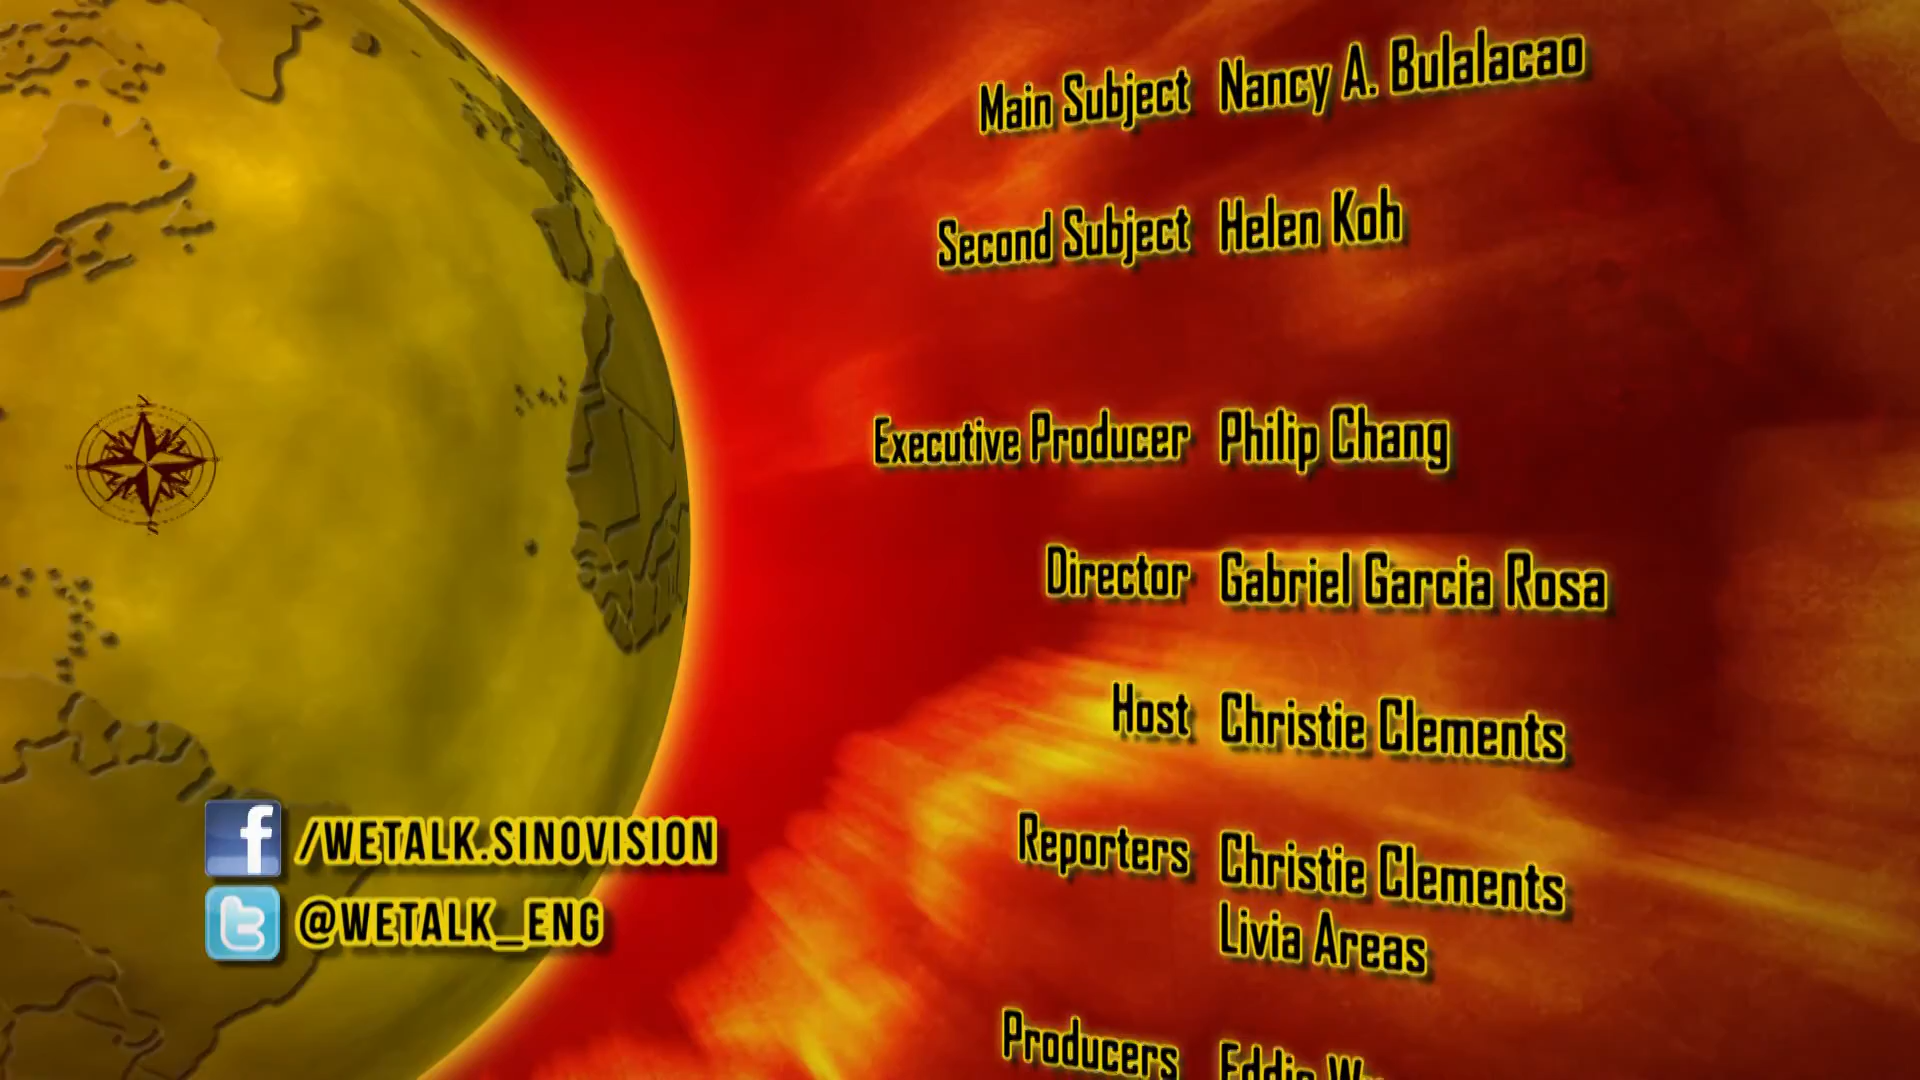 Main Subject Nancy A. Bulalacao
Second Subject Helen Koh
Executive Producer Philip Chang
Director Gabriel Garcia Rosa
Host Christie Clements
Reporters Christie Clements
Livia Areas
Producers Eddie
/WETALK.SINOVISION
@WETALK_ENG